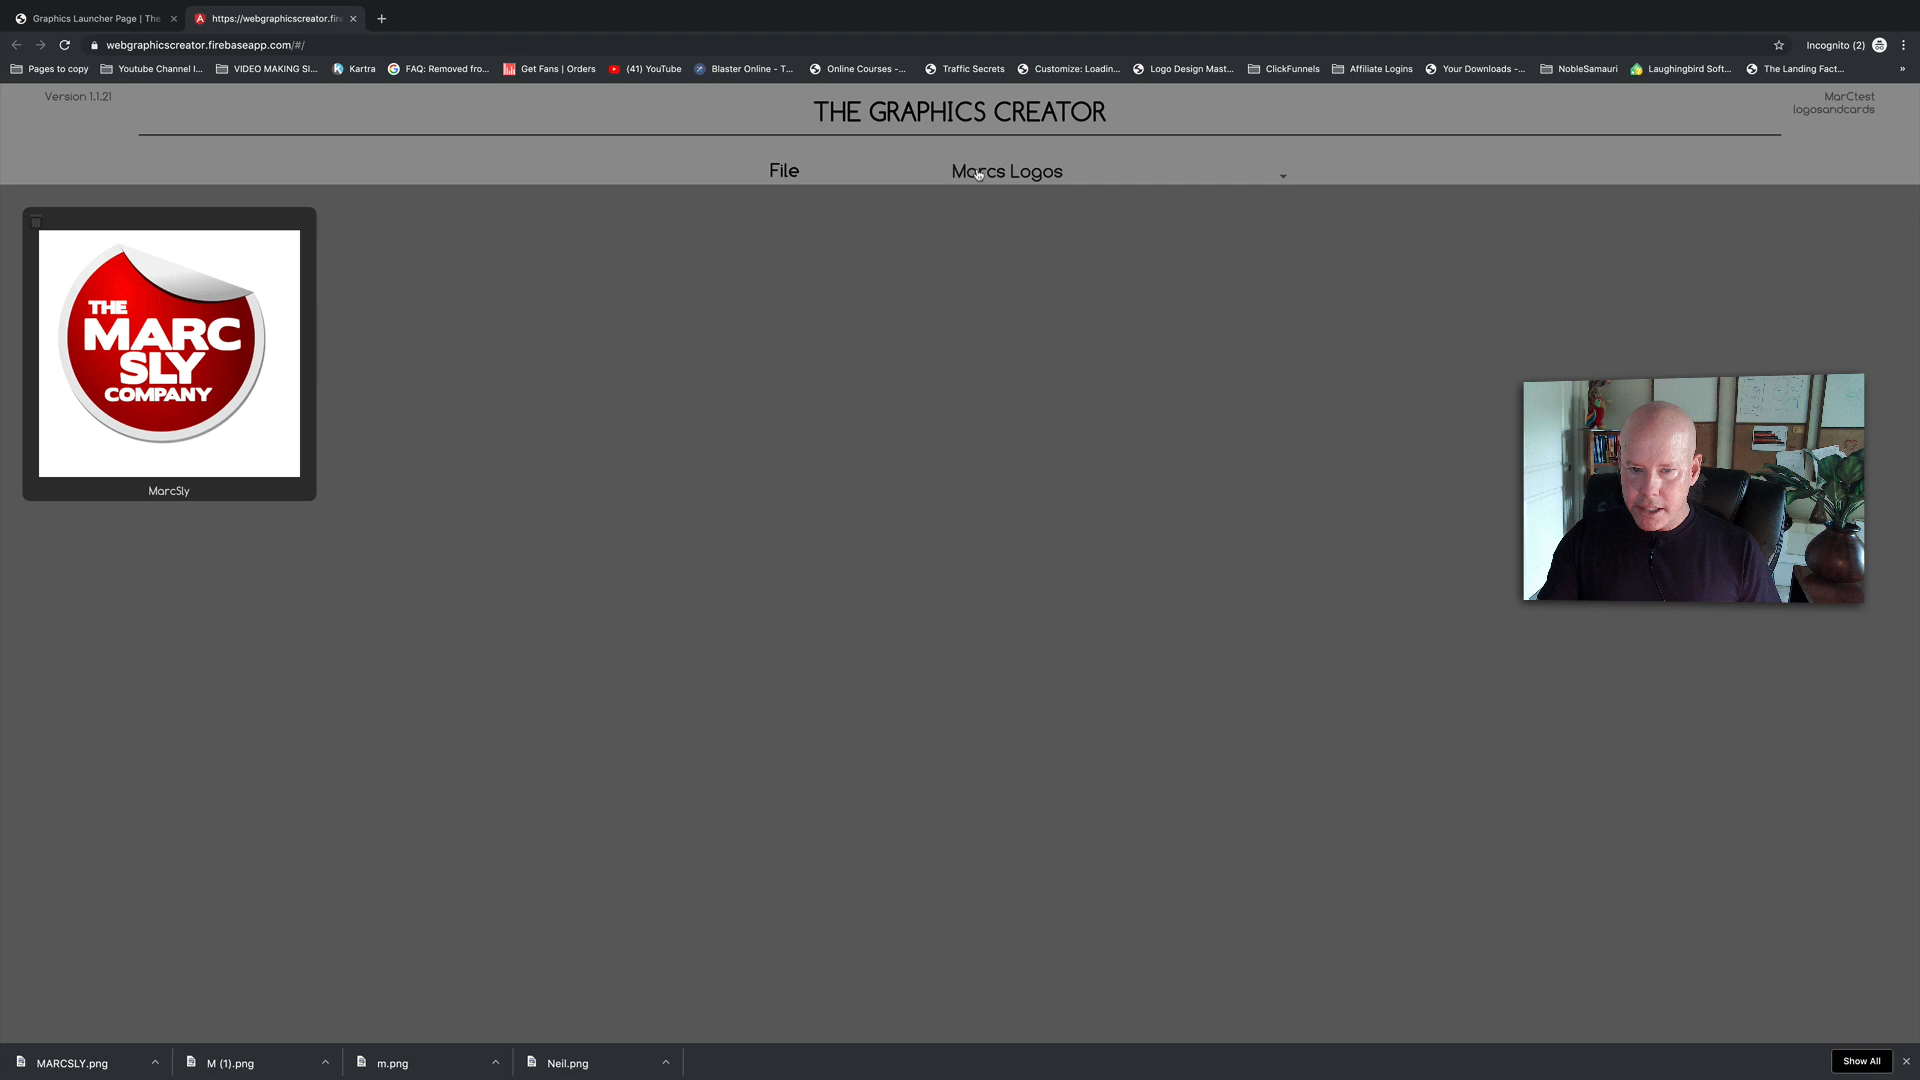 Graphics Launcher Page | The
https://webgraphicscreator.fire
webgraphicscreator.firebaseapp.com/#/
Incognito (2)
Pages to copy
Youtube Channel I...
VIDEO MAKING SI...
Kartra
FAQ: Removed fro...
Get Fans | Orders
(41) YouTube
Blaster Online - T...
Online Courses -...
Traffic Secrets
Customize: Loadin...
Logo Design Mast...
ClickFunnels
Affiliate Logins
Your Downloads -...
NobleSamauri
Laughingbird Soft...
The Landing Fact...
»
Version 1.1.21
THE GRAPHICS CREATOR
MarCtest
logosandcards
File
Marcs Logos
THE
MARC
SLY
COMPANY
MarcSly
MARCSLY.png
M (1).png
m.png
Neil.png
Show All